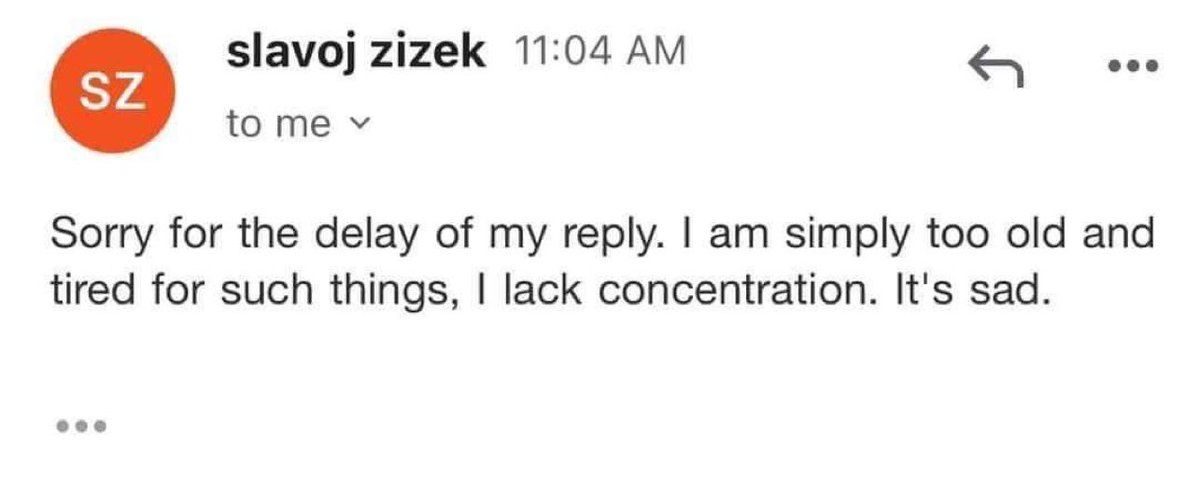 SZ
slavoj zizek 11:04 AM
to me
Sorry for the delay of my reply. I am simply too old and
tired for such things, I lack concentration. It's sad.